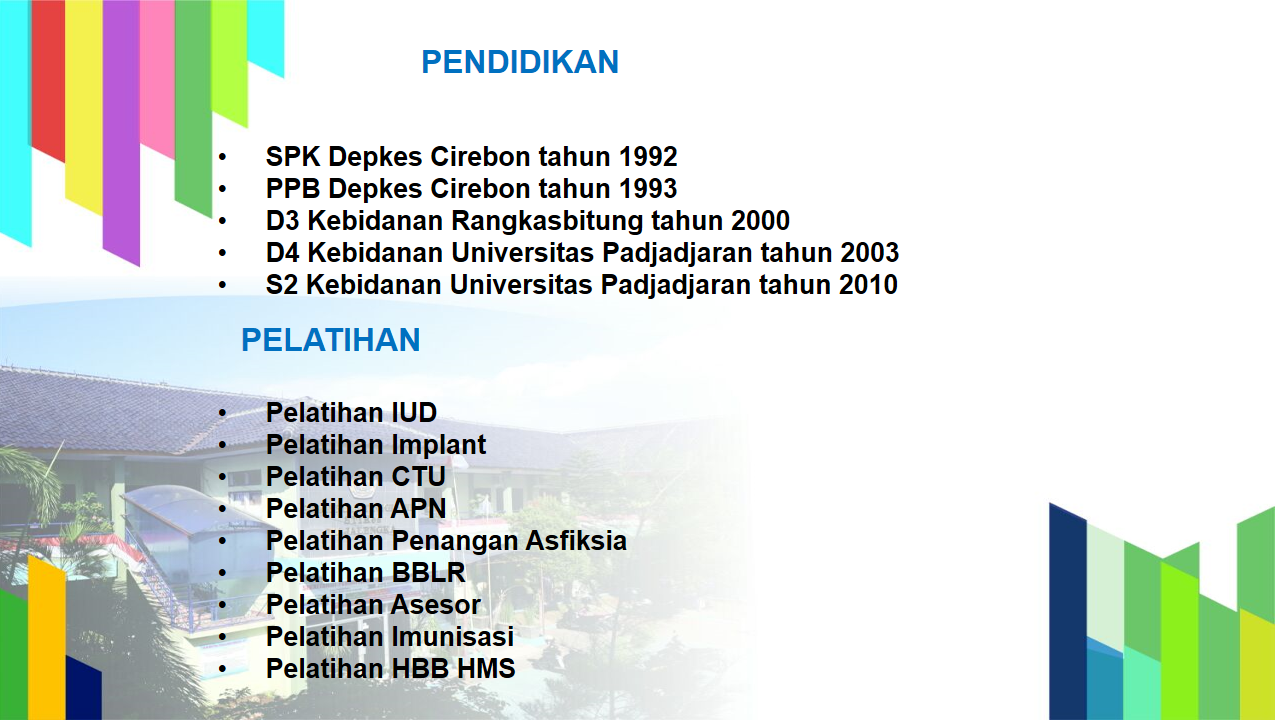 PENDIDIKAN
• SPK Depkes Cirebon tahun 1992
• PPB Depkes Cirebon tahun 1993
• D3 Kebidanan Rangkasbitung tahun 2000
• D4 Kebidanan Universitas Padjadjaran tahun 2003
• S2 Kebidanan Universitas Padjadjaran tahun 2010
PELATIHAN
• Pelatihan IUD
• Pelatihan Implant
• Pelatihan CTU
• Pelatihan APN
• Pelatihan Penangan Asfiksia
• Pelatihan BBLR
• Pelatihan Asesor
• Pelatihan Imunisasi
• Pelatihan HBB HMS